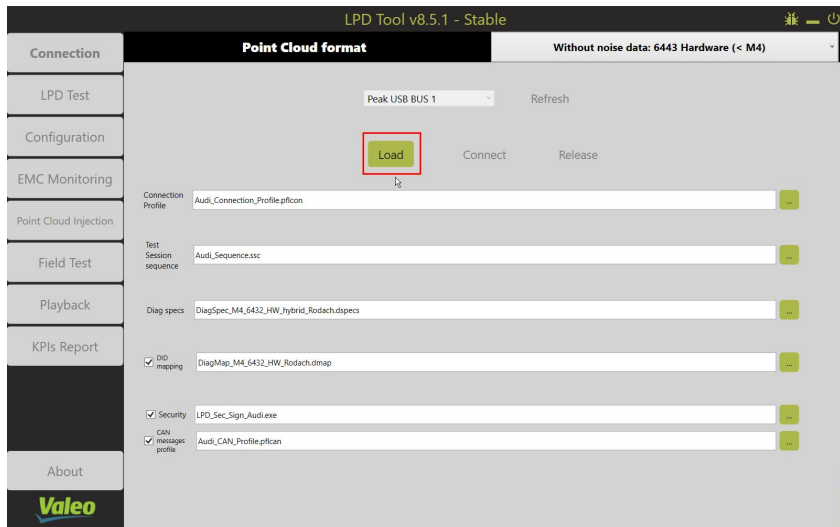 LPD Tool v8.5.1 - Stable
Connection
Point Cloud format
Without noise data: 6443 Hardware (< M4)
LPD Test
Peak USB BUS 1
Refresh
Configuration
Load
Connect
Release
EMC Monitoring
Connection
Profile
Audi_Connection_Profile.pflcon
...
Point Cloud Injection
Test
Session
sequence
Audi_Sequence.ssc
...
Field Test
Playback
Diag specs
DiagSpec_M4_6432_HW_hybrid_Rodach.dspecs
...
KPIs Report
DID
mapping
DiagMap_M4_6432_HW_Rodach.dmap
...
Security
LPD_Sec_Sign_Audi.exe
...
CAN
messages
profile
Audi_CAN_Profile.pflcan
...
About
Valeo